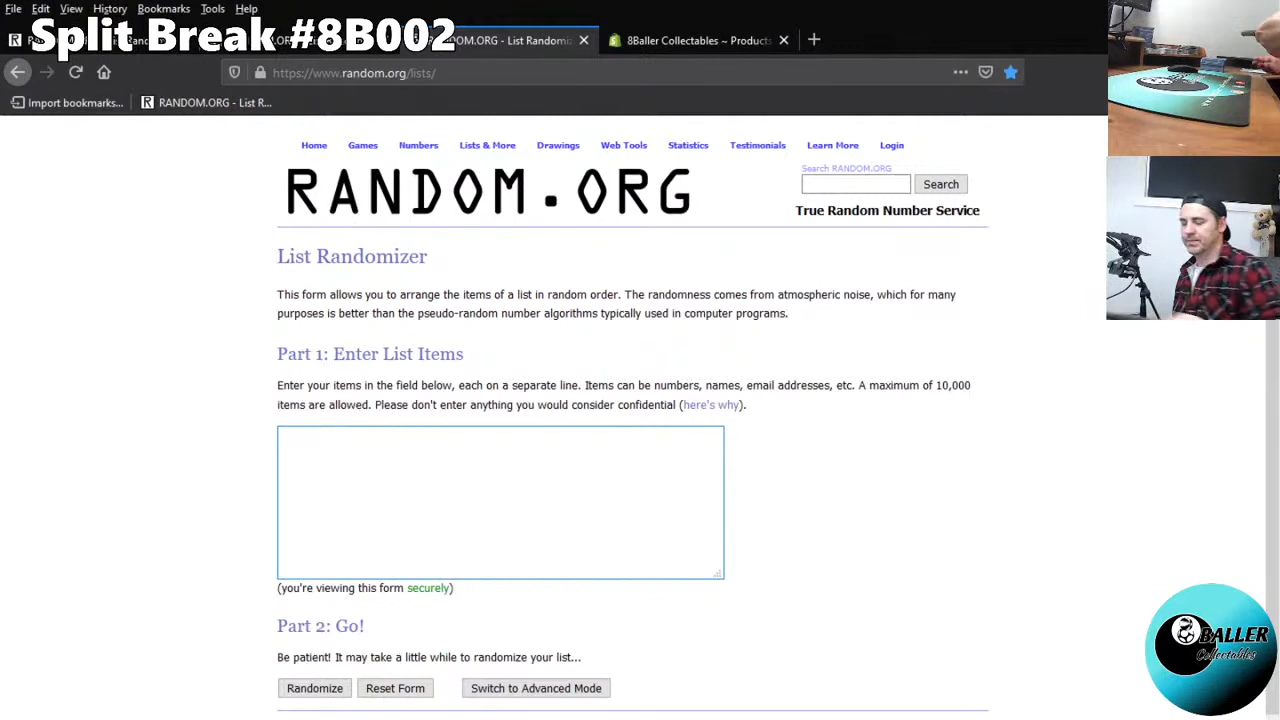 File Edit View History Bookmarks Tools Help
Split Break #8B002
RANDOM.ORG - List Randomiz
8Baller Collectables ~ Products
https://www.random.org/lists/
Import bookmarks...
RANDOM.ORG - List R...
Home Games Numbers Lists & More Drawings Web Tools Statistics Testimonials Learn More Login
RANDOM.ORG
Search RANDOM.ORG
Search
True Random Number Service
List Randomizer
This form allows you to arrange the items of a list in random order. The randomness comes from atmospheric noise, which for many
purposes is better than the pseudo-random number algorithms typically used in computer programs.
Part 1: Enter List Items
Enter your items in the field below, each on a separate line. Items can be numbers, names, email addresses, etc. A maximum of 10,000
items are allowed. Please don't enter anything you would consider confidential (here's why).
(you're viewing this form securely)
Part 2: Go!
Be patient! It may take a little while to randomize your list...
Randomize Reset Form Switch to Advanced Mode
BALLER
Collectables